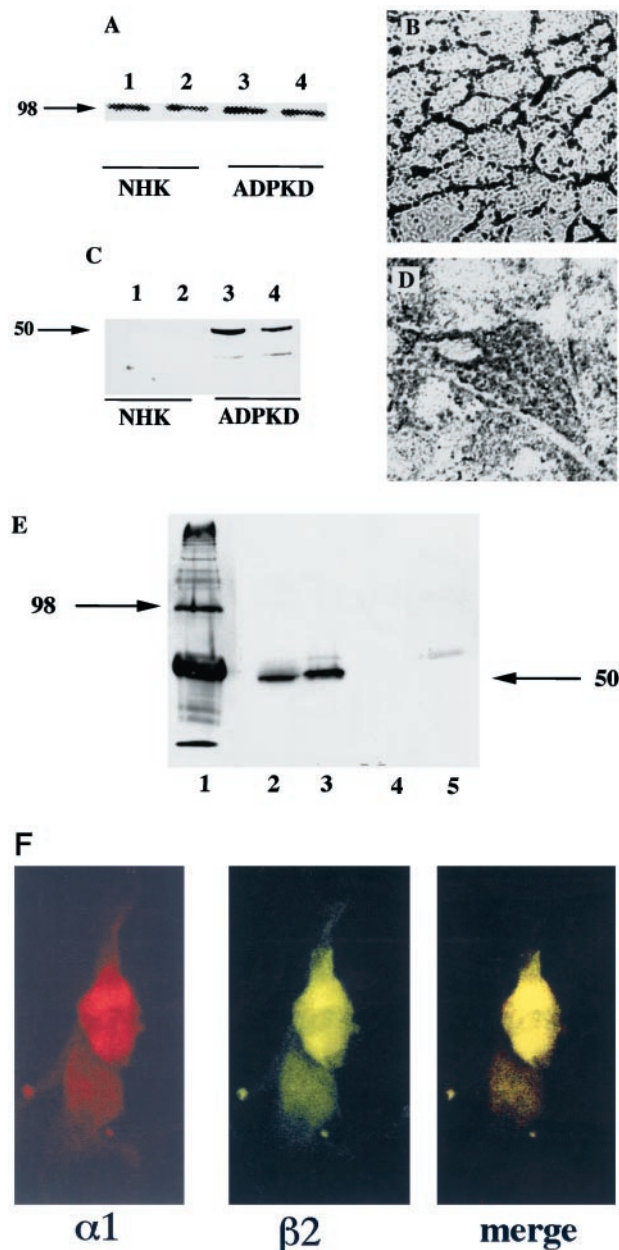 A
B
1 2 3 4
98
NHK ADPKD
C
D
1 2 3 4
50
NHK ADPKD
E
98
50
1 2 3 4 5
F
α1 β2 merge